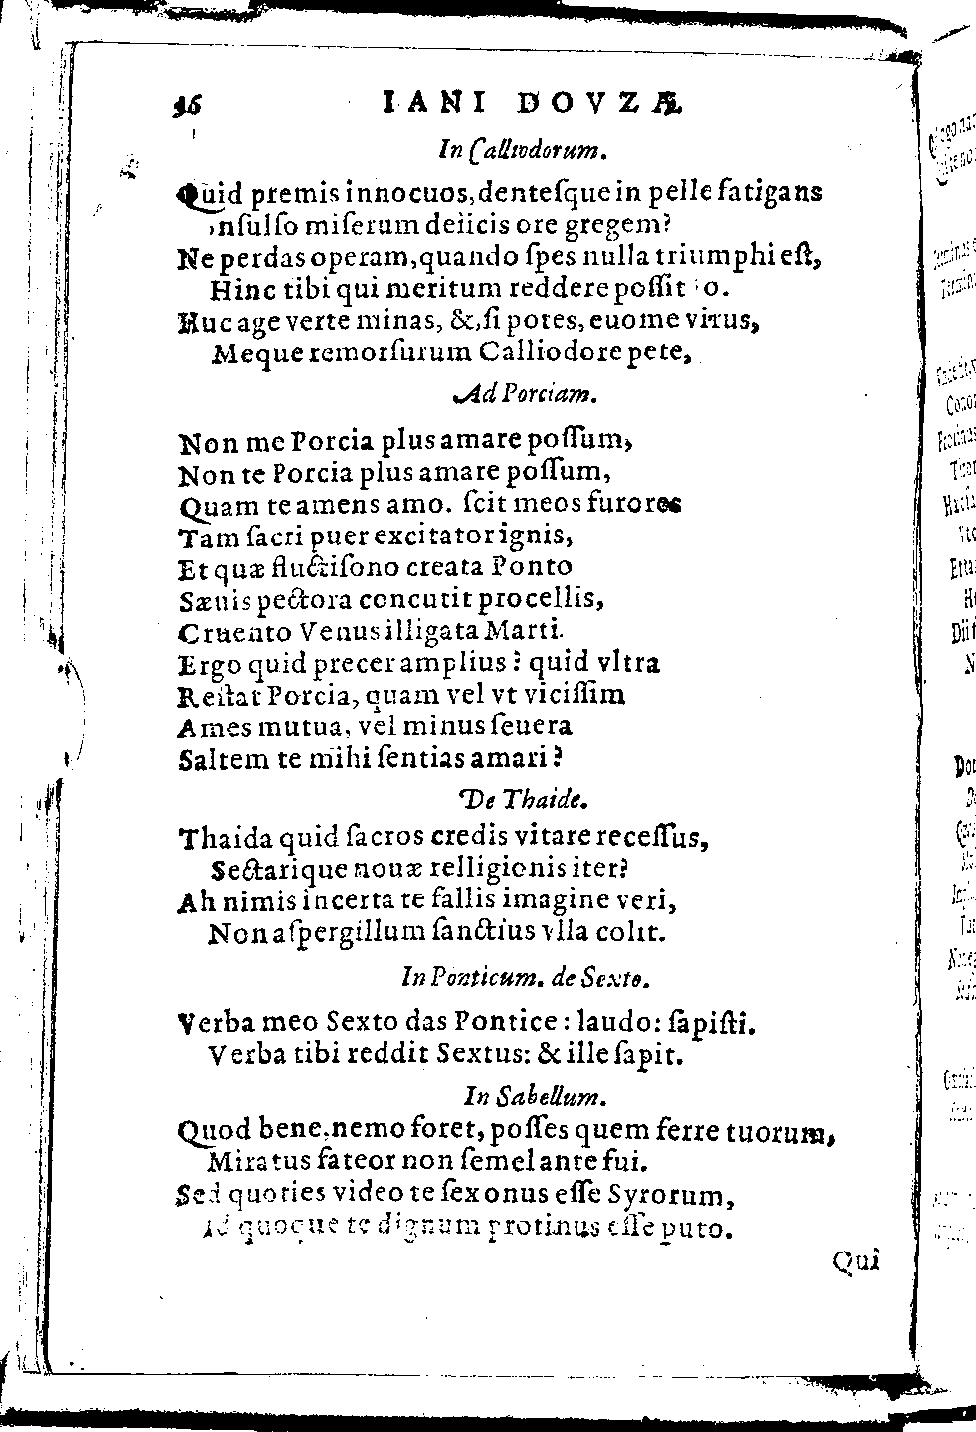 36 IANI DOVZÆ
In Calliodorum.
Quid premis innocuos, denteſque in pelle fatigans
nſulſo miſerum deiicis ore gregem?
Ne perdas operam, quando ſpes nulla triumphi eſt,
Hinc tibi qui meritum reddere poſſit
Huc age verte minas, &, ſi potes, euome virus,
Meque remorſurum Calliodore pete,
Ad Porciam.
Non me Porcia plus amare poſſum,
Non te Porcia plus amare poſſum,
Quam te amens amo. ſcit meos furores
Tam ſacri puer excitator ignis,
Et quæ fluctiſono creata Ponto
Sæuis pectora concutit procellis,
Cruento Venus illigata Marti.
Ergo quid precer amplius? quid vltra
Reſtat Porcia, quam vel vt viciſſim
Ames mutua, vel minus ſeuera
Saltem te mihi ſentias amari?
De Thaide.
Thaida quid ſacros credis vitare receſſus,
Sectarique nouæ relligionis iter?
Ah nimis incerta te fallis imagine veri,
Non aſpergillum ſanctius vlla colit.
In Ponticum. de Sexto.
Verba meo Sexto das Pontice: laudo: ſapiſti.
Verba tibi reddit Sextus: & ille ſapit.
In Sabellum.
Quod bene, nemo foret, poſſes quem ferre tuorum,
Miratus fateor non ſemel ante fui.
Sed quoties video te ſex onus eſſe Syrorum,
Id quoque te dignum protinus eſſe puto.
Qui